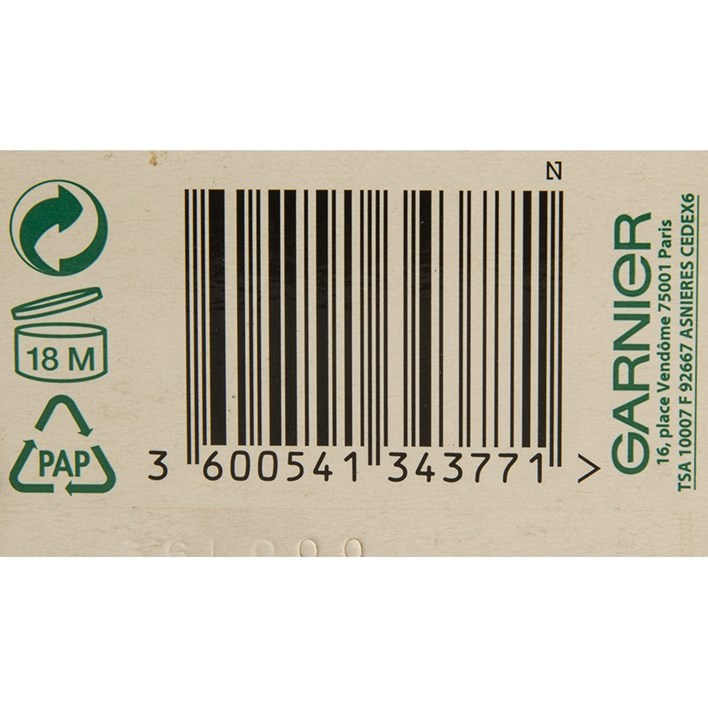 N
18 M
PAP
3 600541 343771 >
GARNIER
16, place Vendôme 75001 Paris
TSA 10007 F 92667 ASNIERES CEDEX6